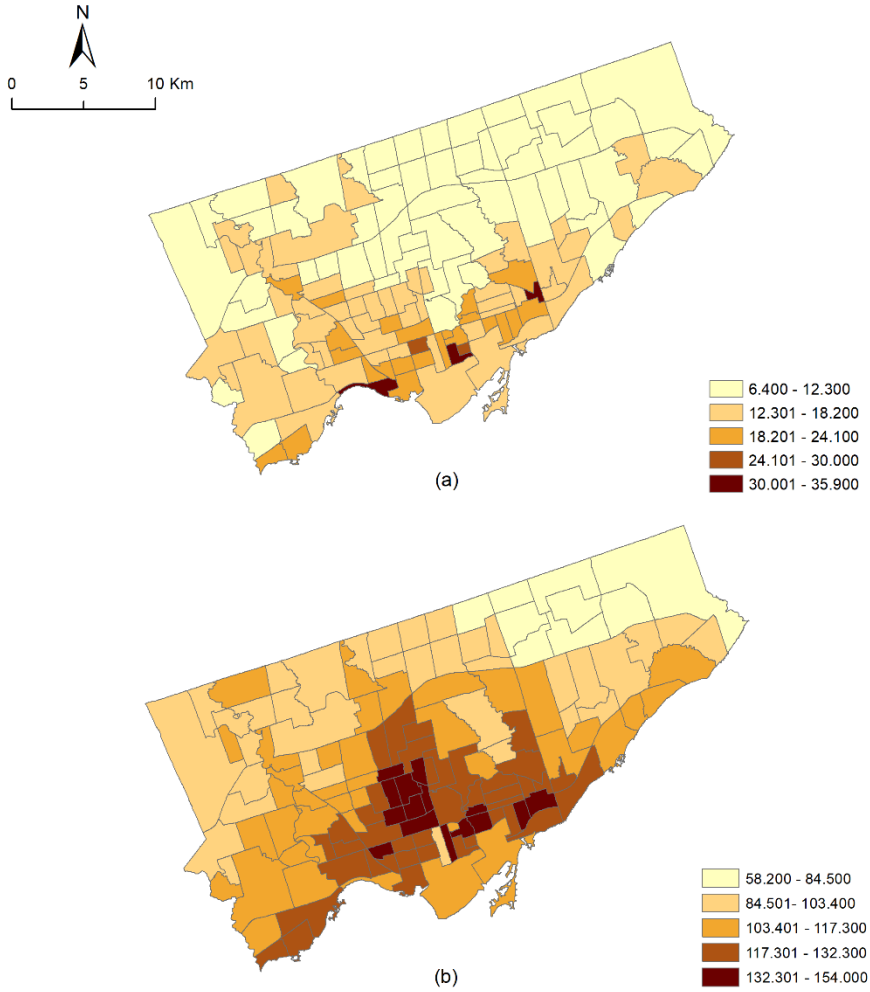 N
0 5 10 Km
6.400 - 12.300
12.301 - 18.200
18.201 - 24.100
24.101 - 30.000
30.001 - 35.900
(a)
58.200 - 84.500
84.501- 103.400
103.401 - 117.300
117.301 - 132.300
132.301 - 154.000
(b)